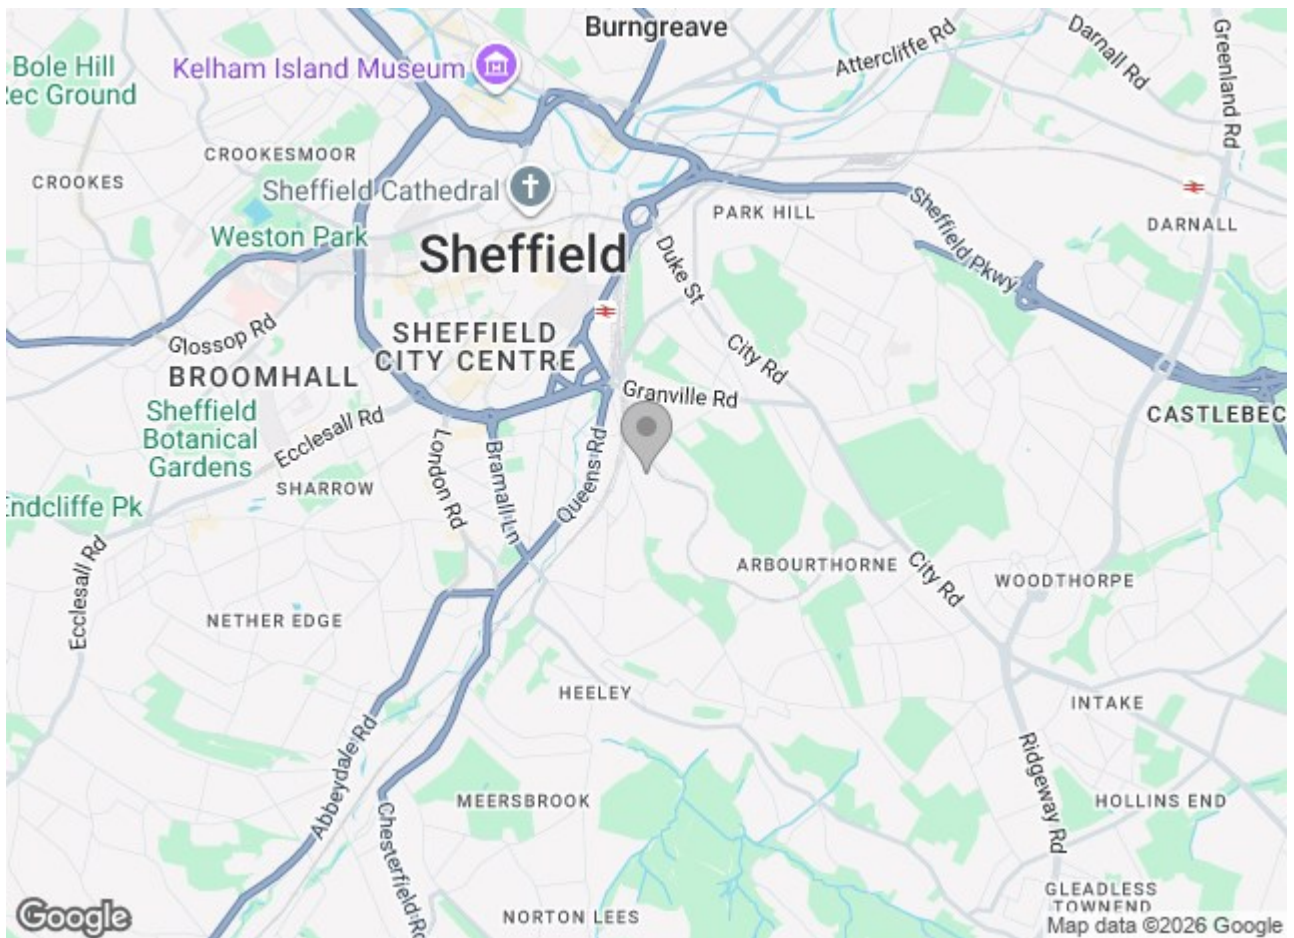 Burngreave
Attercliffe Rd
Darnall Rd
Greenland Rd
Bole Hill
Rec Ground
Kelham Island Museum
CROOKESMOOR
CROOKES
Sheffield Cathedral
PARK HILL
Sheffield Pkwy
DARNALL
Weston Park
Sheffield
Duke St
SHEFFIELD
CITY CENTRE
Glossop Rd
City Rd
BROOMHALL
Granville Rd
CASTLEBEC
Sheffield
Botanical
Gardens
Ecclesall Rd
London Rd
Bramall Ln
Queens Rd
SHARROW
Endcliffe Pk
Ecclesall Rd
ARBOURTHORNE
City Rd
WOODTHORPE
NETHER EDGE
HEELEY
INTAKE
Abbeydale Rd
Ridgeway Rd
MEERSBROOK
HOLLINS END
Chesterfield Rd
GLEADLESS
TOWNEND
NORTON LEES
Google
Map data ©2026 Google